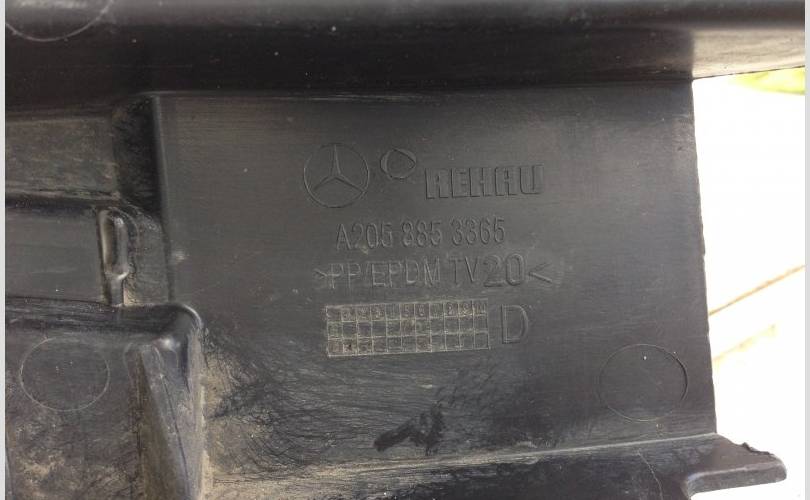 REHAU
A205 885 3365
>PP/EPDM TV20<
D